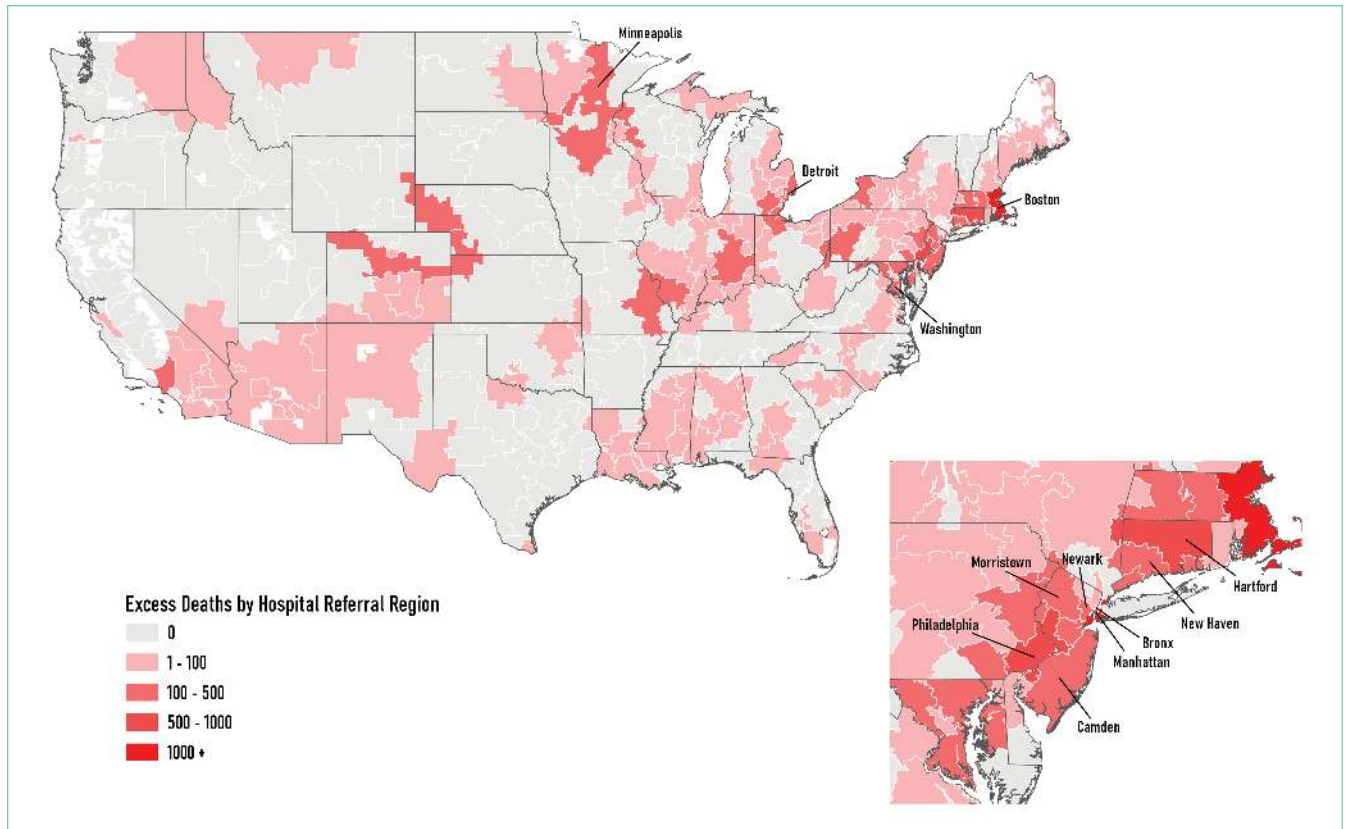 Minneapolis
Detroit
Boston
Washington
Excess Deaths by Hospital Referral Region
0
1 - 100
100 - 500
500 - 1000
1000 +
Morristown
Newark
Philadelphia
Hartford
New Haven
Bronx
Manhattan
Camden